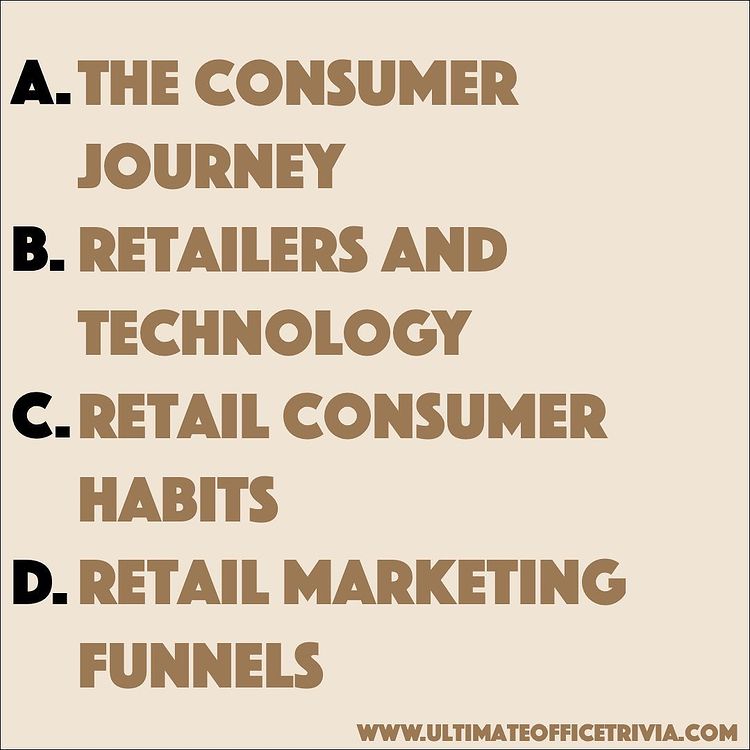 A. THE CONSUMER
JOURNEY
B. RETAILERS AND
TECHNOLOGY
C. RETAIL CONSUMER
HABITS
D. RETAIL MARKETING
FUNNELS
WWW.ULTIMATEOFFICETRIVIA.COM